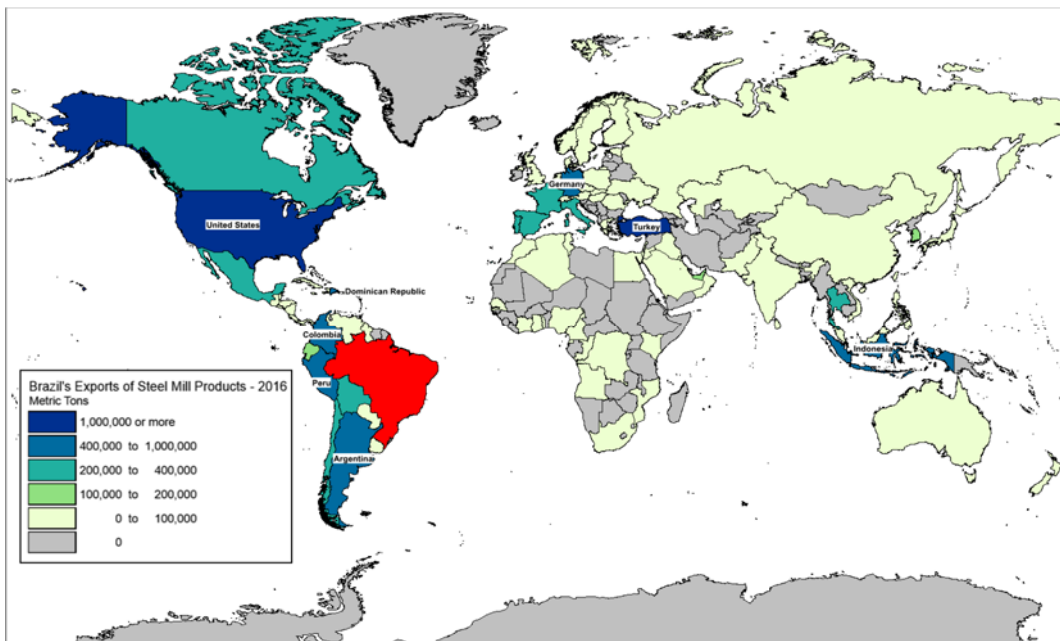 Germany
United States
Turkey
Dominican Republic
Colombia
Indonesia
Peru
Argentina
Brazil's Exports of Steel Mill Products - 2016
Metric Tons
1,000,000 or more
400,000 to 1,000,000
200,000 to 400,000
100,000 to 200,000
0 to 100,000
0